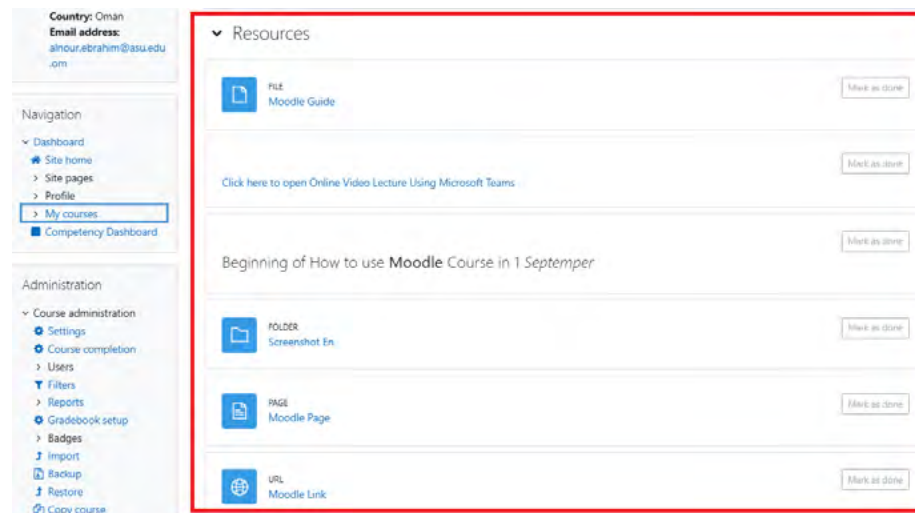 Country: Oman
Email address:
alnour.ebrahim@asu.edu
.om
Navigation
Dashboard
Site home
Site pages
Profile
My courses
Competency Dashboard
Administration
Course administration
Settings
Course completion
Users
Filters
Reports
Gradebook setup
Badges
Import
Backup
Restore
Copy course
Resources
FILE
Moodle Guide
Mark as done
Click here to open Online Video Lecture Using Microsoft Teams
Mark as done
Beginning of How to use Moodle Course in 1 Septemper
Mark as done
FOLDER
Screenshot En
Mark as done
PAGE
Moodle Page
Mark as done
URL
Moodle Link
Mark as done